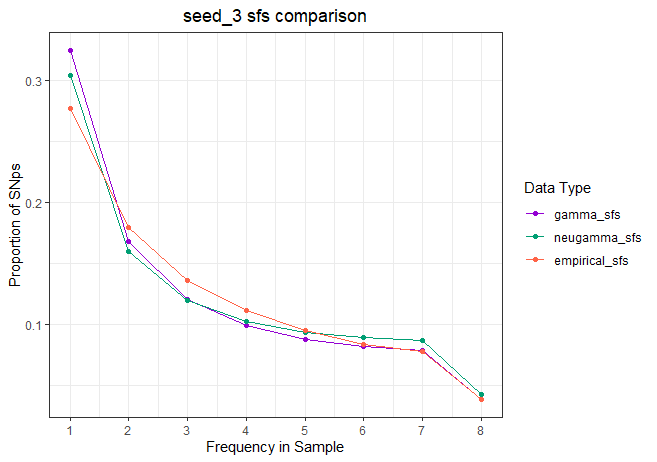 seed_3 sfs comparison
Proportion of SNps
0.3
0.2
0.1
1 2 3 4 5 6 7 8
Frequency in Sample
Data Type
gamma_sfs
neugamma_sfs
empirical_sfs